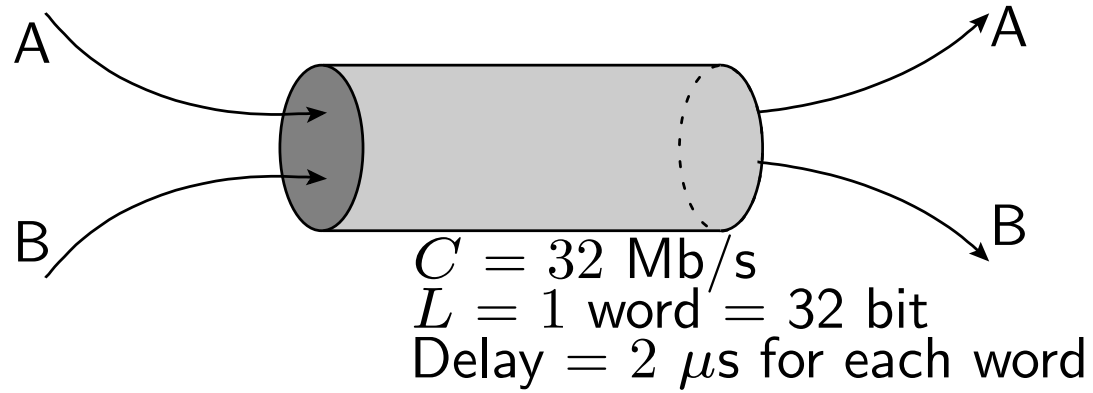 A
A
B
B
C = 32 Mb/s
L = 1 word = 32 bit
Delay = 2 μs for each word